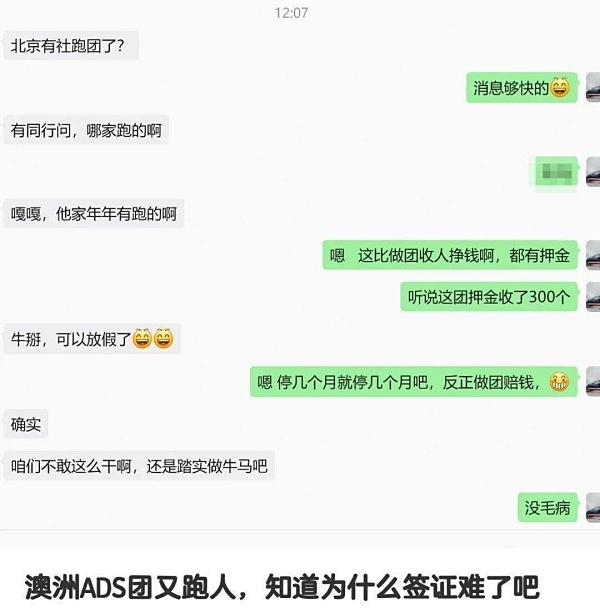 12:07
北京有社跑团了？
消息够快的
有同行问，哪家跑的啊
嘎嘎，他家年年有跑的啊
嗯 这比做团收人挣钱啊，都有押金
听说这团押金收了300个
牛掰，可以放假了
嗯 停几个月就停几个月吧，反正做团赔钱，
确实
咱们不敢这么干啊，还是踏实做牛马吧
没毛病
澳洲ADS团又跑人，知道为什么签证难了吧